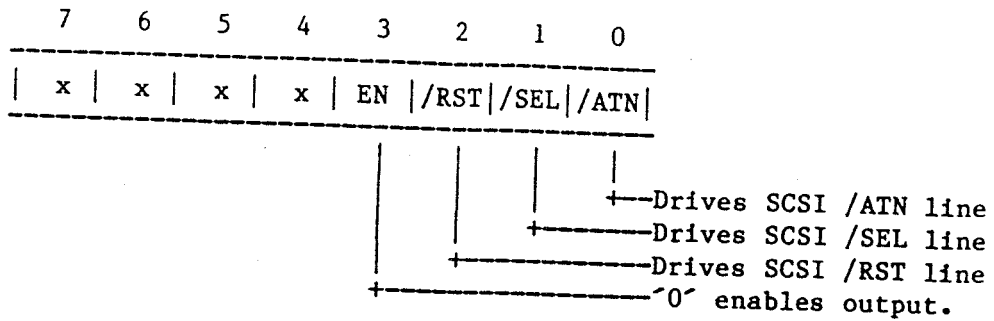 7 6 5 4 3 2 1 0
| x | x | x | x | EN |/RST|/SEL|/ATN|
+--Drives SCSI /ATN line
+------Drives SCSI /SEL line
+----------Drives SCSI /RST line
+--------------´0´ enables output.